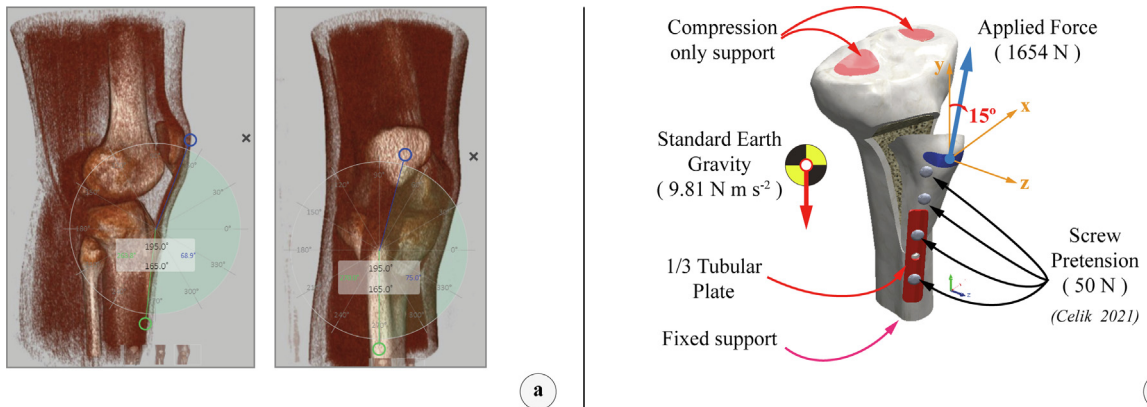 195.0°
165.0°
68.9°
195.0°
165.0°
75.0°
a
Compression
only support
Applied Force
( 1654 N )
y
15º
x
z
Standard Earth
Gravity
( 9.81 N m s⁻²)
1/3 Tubular
Plate
Screw
Pretension
( 50 N )
(Celik 2021)
Fixed support